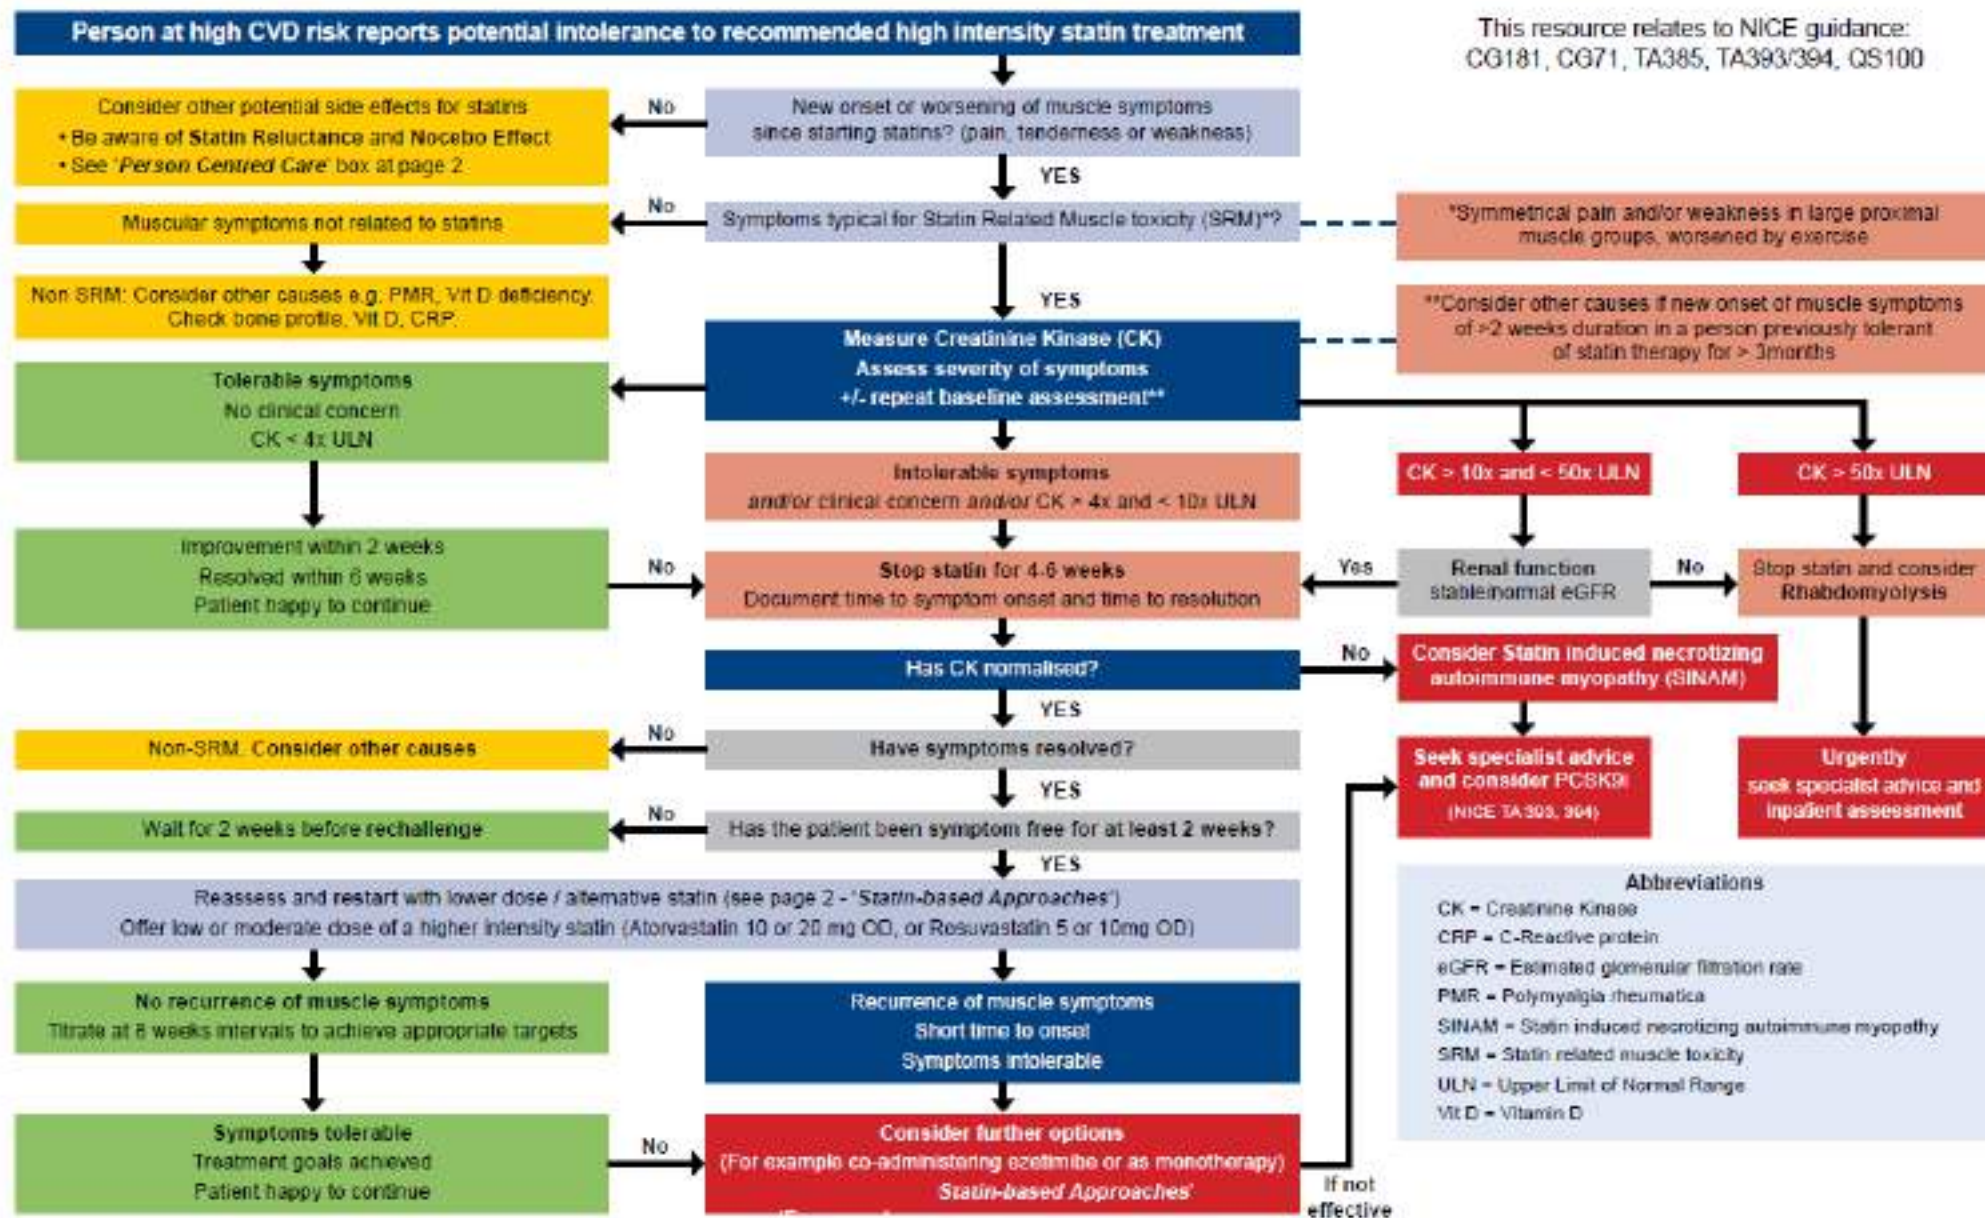 Person at high CVD risk reports potential intolerance to recommended high intensity statin treatment
This resource relates to NICE guidance:
CG181, CG71, TA385, TA393/394, QS100
Consider other potential side effects for statins
• Be aware of Statin Reluctance and Nocebo Effect
• See 'Person Centred Care' box at page 2
No
New onset or worsening of muscle symptoms
since starting statins? (pain, tenderness or weakness)
YES
Muscular symptoms not related to statins
No
Symptoms typical for Statin Related Muscle toxicity (SRM)*?
*Symmetrical pain and/or weakness in large proximal
muscle groups, worsened by exercise
Non SRM: Consider other causes e.g. PMR, Vit D deficiency.
Check bone profile, Vit D, CRP.
YES
**Consider other causes if new onset of muscle symptoms
of >2 weeks duration in a person previously tolerant
of statin therapy for > 3months
Measure Creatinine Kinase (CK)
Assess severity of symptoms
+/- repeat baseline assessment**
Tolerable symptoms
No clinical concern
CK < 4x ULN
Intolerable symptoms
and/or clinical concern and/or CK > 4x and < 10x ULN
CK > 10x and < 50x ULN
CK > 50x ULN
Improvement within 2 weeks
Resolved within 6 weeks
Patient happy to continue
No
Stop statin for 4-6 weeks
Document time to symptom onset and time to resolution
Yes
Renal function
stable/normal eGFR
No
Stop statin and consider
Rhabdomyolysis
Has CK normalised?
No
Consider Statin induced necrotizing
autoimmune myopathy (SINAM)
YES
Non-SRM. Consider other causes
No
Have symptoms resolved?
YES
Seek specialist advice
and consider PCSK9i
(NICE TA 393, 394)
Urgently
seek specialist advice and
inpatient assessment
Wait for 2 weeks before rechallenge
No
Has the patient been symptom free for at least 2 weeks?
YES
Reassess and restart with lower dose / alternative statin (see page 2 - 'Statin-based Approaches')
Offer low or moderate dose of a higher intensity statin (Atorvastatin 10 or 20 mg OD, or Rosuvastatin 5 or 10mg OD)
No recurrence of muscle symptoms
Titrate at 8 weeks intervals to achieve appropriate targets
Recurrence of muscle symptoms
Short time to onset
Symptoms intolerable
Symptoms tolerable
Treatment goals achieved
Patient happy to continue
No
Consider further options
(For example co-administering ezetimibe or as monotherapy)
Statin-based Approaches'
If not
effective
Abbreviations
CK = Creatinine Kinase
CRP = C-Reactive protein
eGFR = Estimated glomerular filtration rate
PMR = Polymyalgia rheumatica
SINAM = Statin induced necrotizing autoimmune myopathy
SRM = Statin related muscle toxicity
ULN = Upper Limit of Normal Range
Vit D = Vitamin D